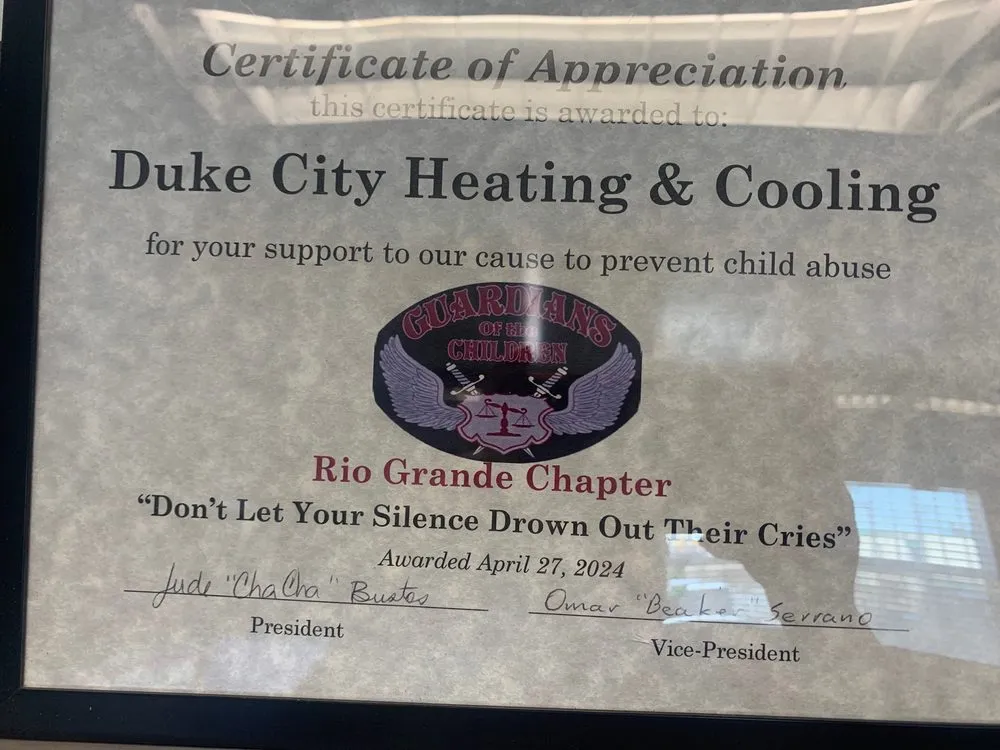 Certificate of Appreciation
this certificate is awarded to:
Duke City Heating & Cooling
for your support to our cause to prevent child abuse
GUARDIANS
OF the
CHILDREN
Rio Grande Chapter
“Don’t Let Your Silence Drown Out Their Cries”
Awarded April 27, 2024
Jude "ChaCha" Bustos Omar "Beaker" Serrano
President Vice-President